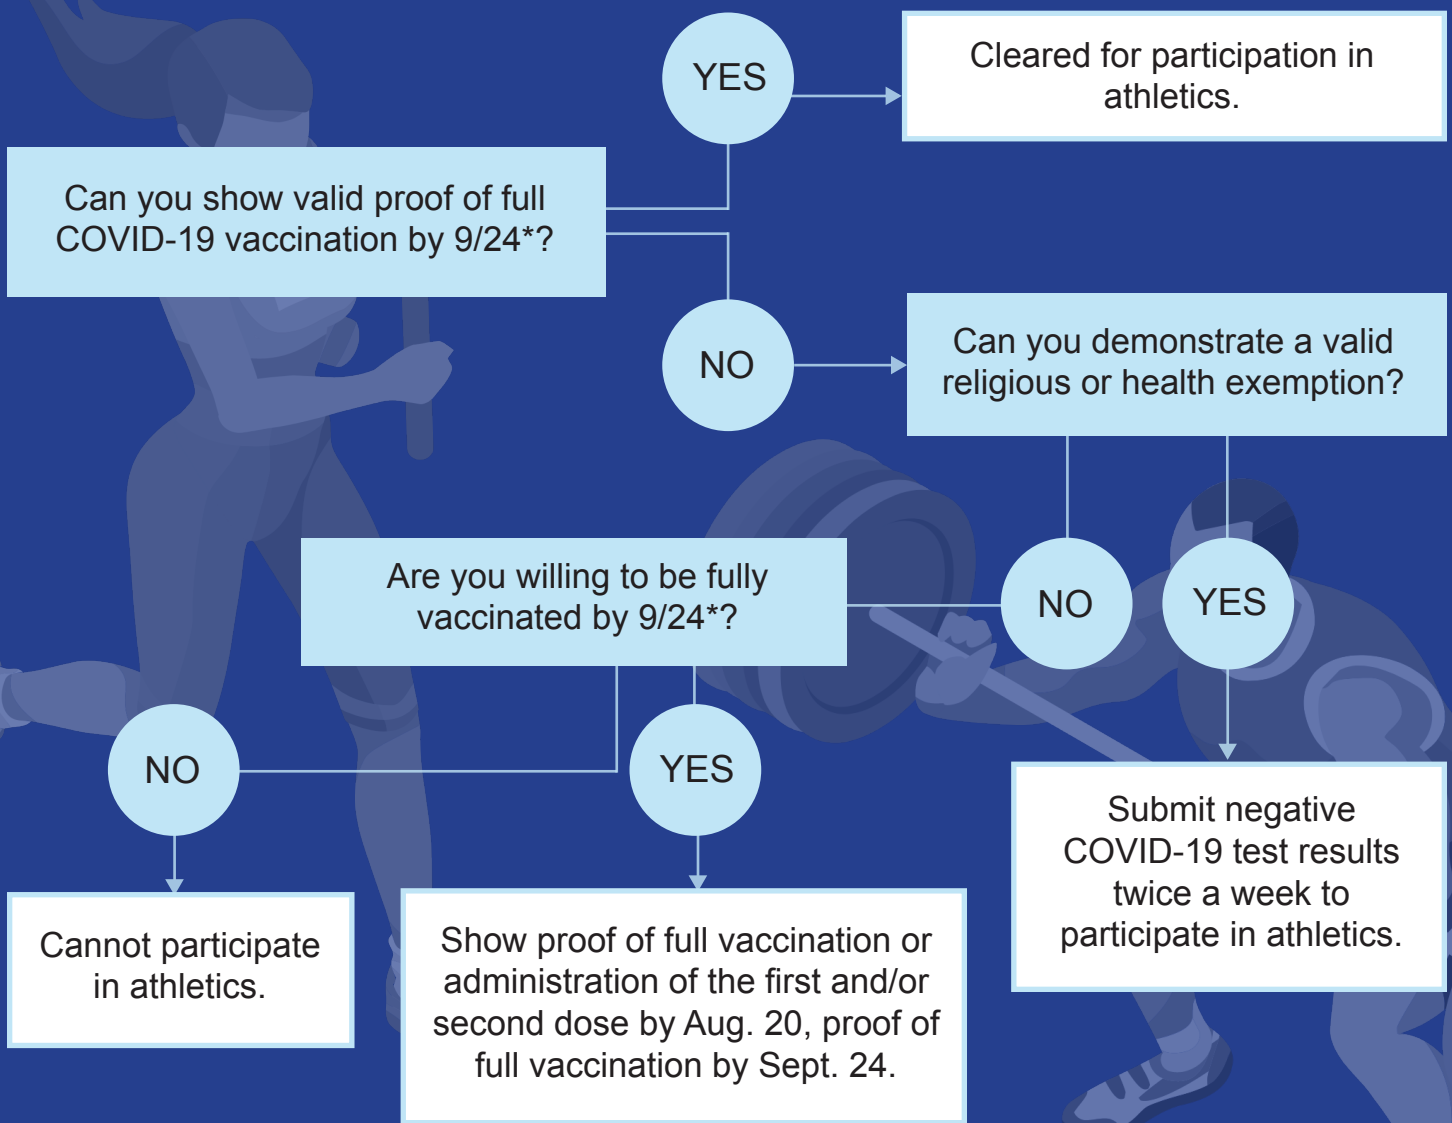 YES
Cleared for participation in
athletics.
Can you show valid proof of full
COVID-19 vaccination by 9/24*?
NO
Can you demonstrate a valid
religious or health exemption?
Are you willing to be fully
vaccinated by 9/24*?
NO
YES
NO
YES
Submit negative
COVID-19 test results
twice a week to
participate in athletics.
Cannot participate
in athletics.
Show proof of full vaccination or
administration of the first and/or
second dose by Aug. 20, proof of
full vaccination by Sept. 24.